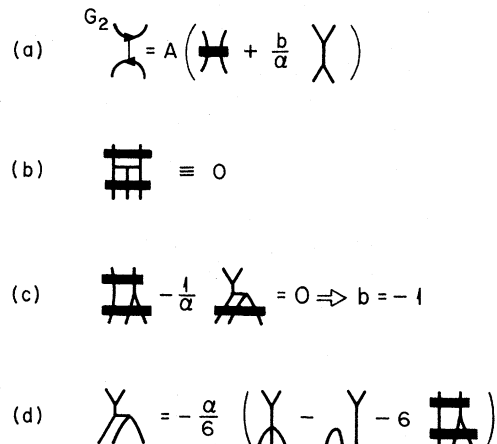 (a) G₂ = A ( + b/α )
(b) ≡ 0
(c) − 1/α = 0 ⇒ b = − 1
(d) = − α/6 ( − − 6 )